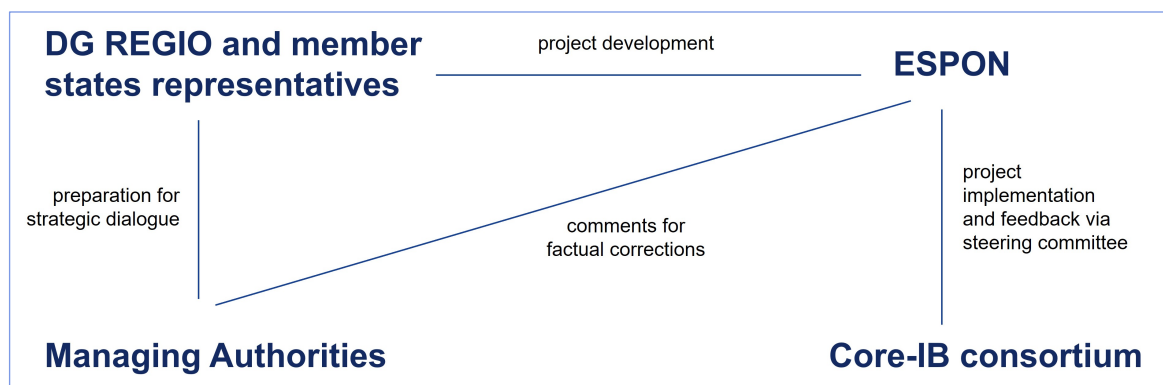 DG REGIO and member
states representatives
project development
ESPON
preparation for
strategic dialogue
comments for
factual corrections
project
implementation
and feedback via
steering committee
Managing Authorities
Core-IB consortium